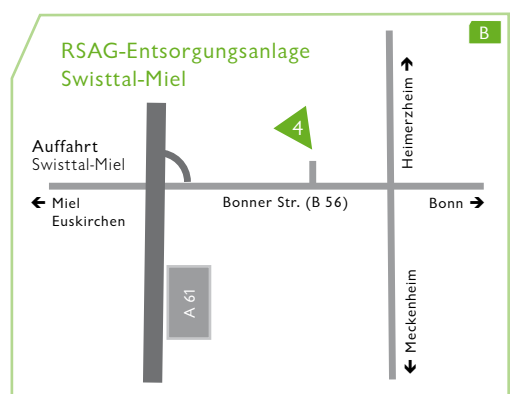 RSAG-Entsorgungsanlage
Swisttal-Miel
B
4
Heimerzheim →
Auffahrt
Swisttal-Miel
← Miel
Euskirchen
Bonner Str. (B 56)
Bonn →
A 61
← Meckenheim